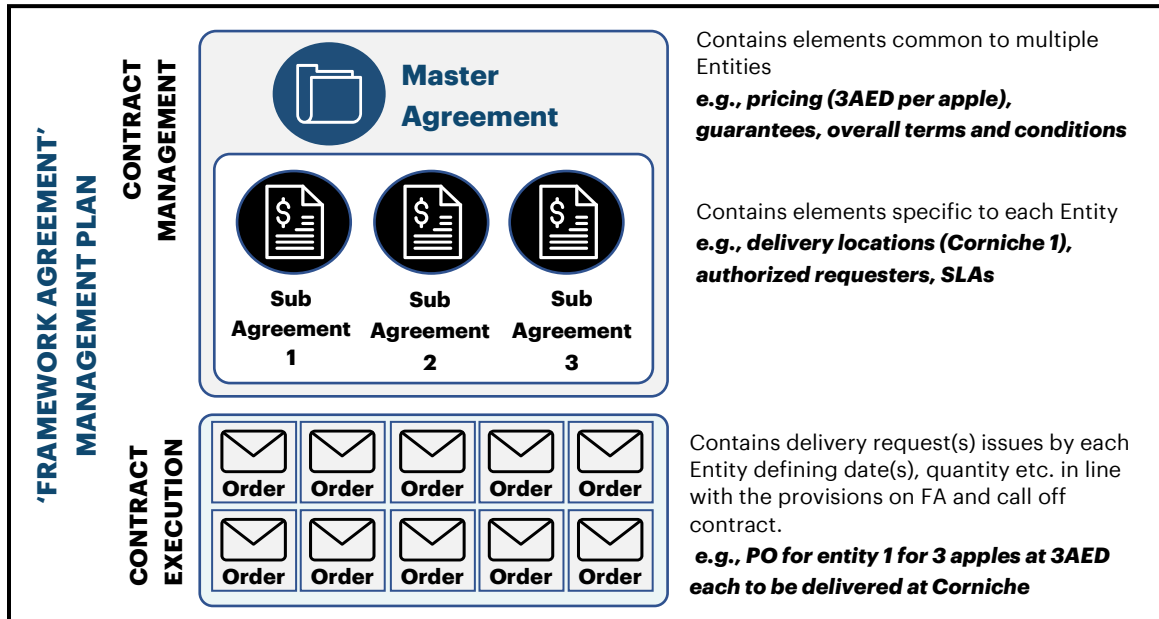 'FRAMEWORK AGREEMENT'
MANAGEMENT PLAN
CONTRACT
MANAGEMENT
Master
Agreement
$
$
$
Sub
Agreement
1
Sub
Agreement
2
Sub
Agreement
3
Contains elements common to multiple
Entities
e.g., pricing (3AED per apple),
guarantees, overall terms and conditions
Contains elements specific to each Entity
e.g., delivery locations (Corniche 1),
authorized requesters, SLAs
CONTRACT
EXECUTION
Order Order Order Order Order
Order Order Order Order Order
Contains delivery request(s) issues by each
Entity defining date(s), quantity etc. in line
with the provisions on FA and call off
contract.
e.g., PO for entity 1 for 3 apples at 3AED
each to be delivered at Corniche